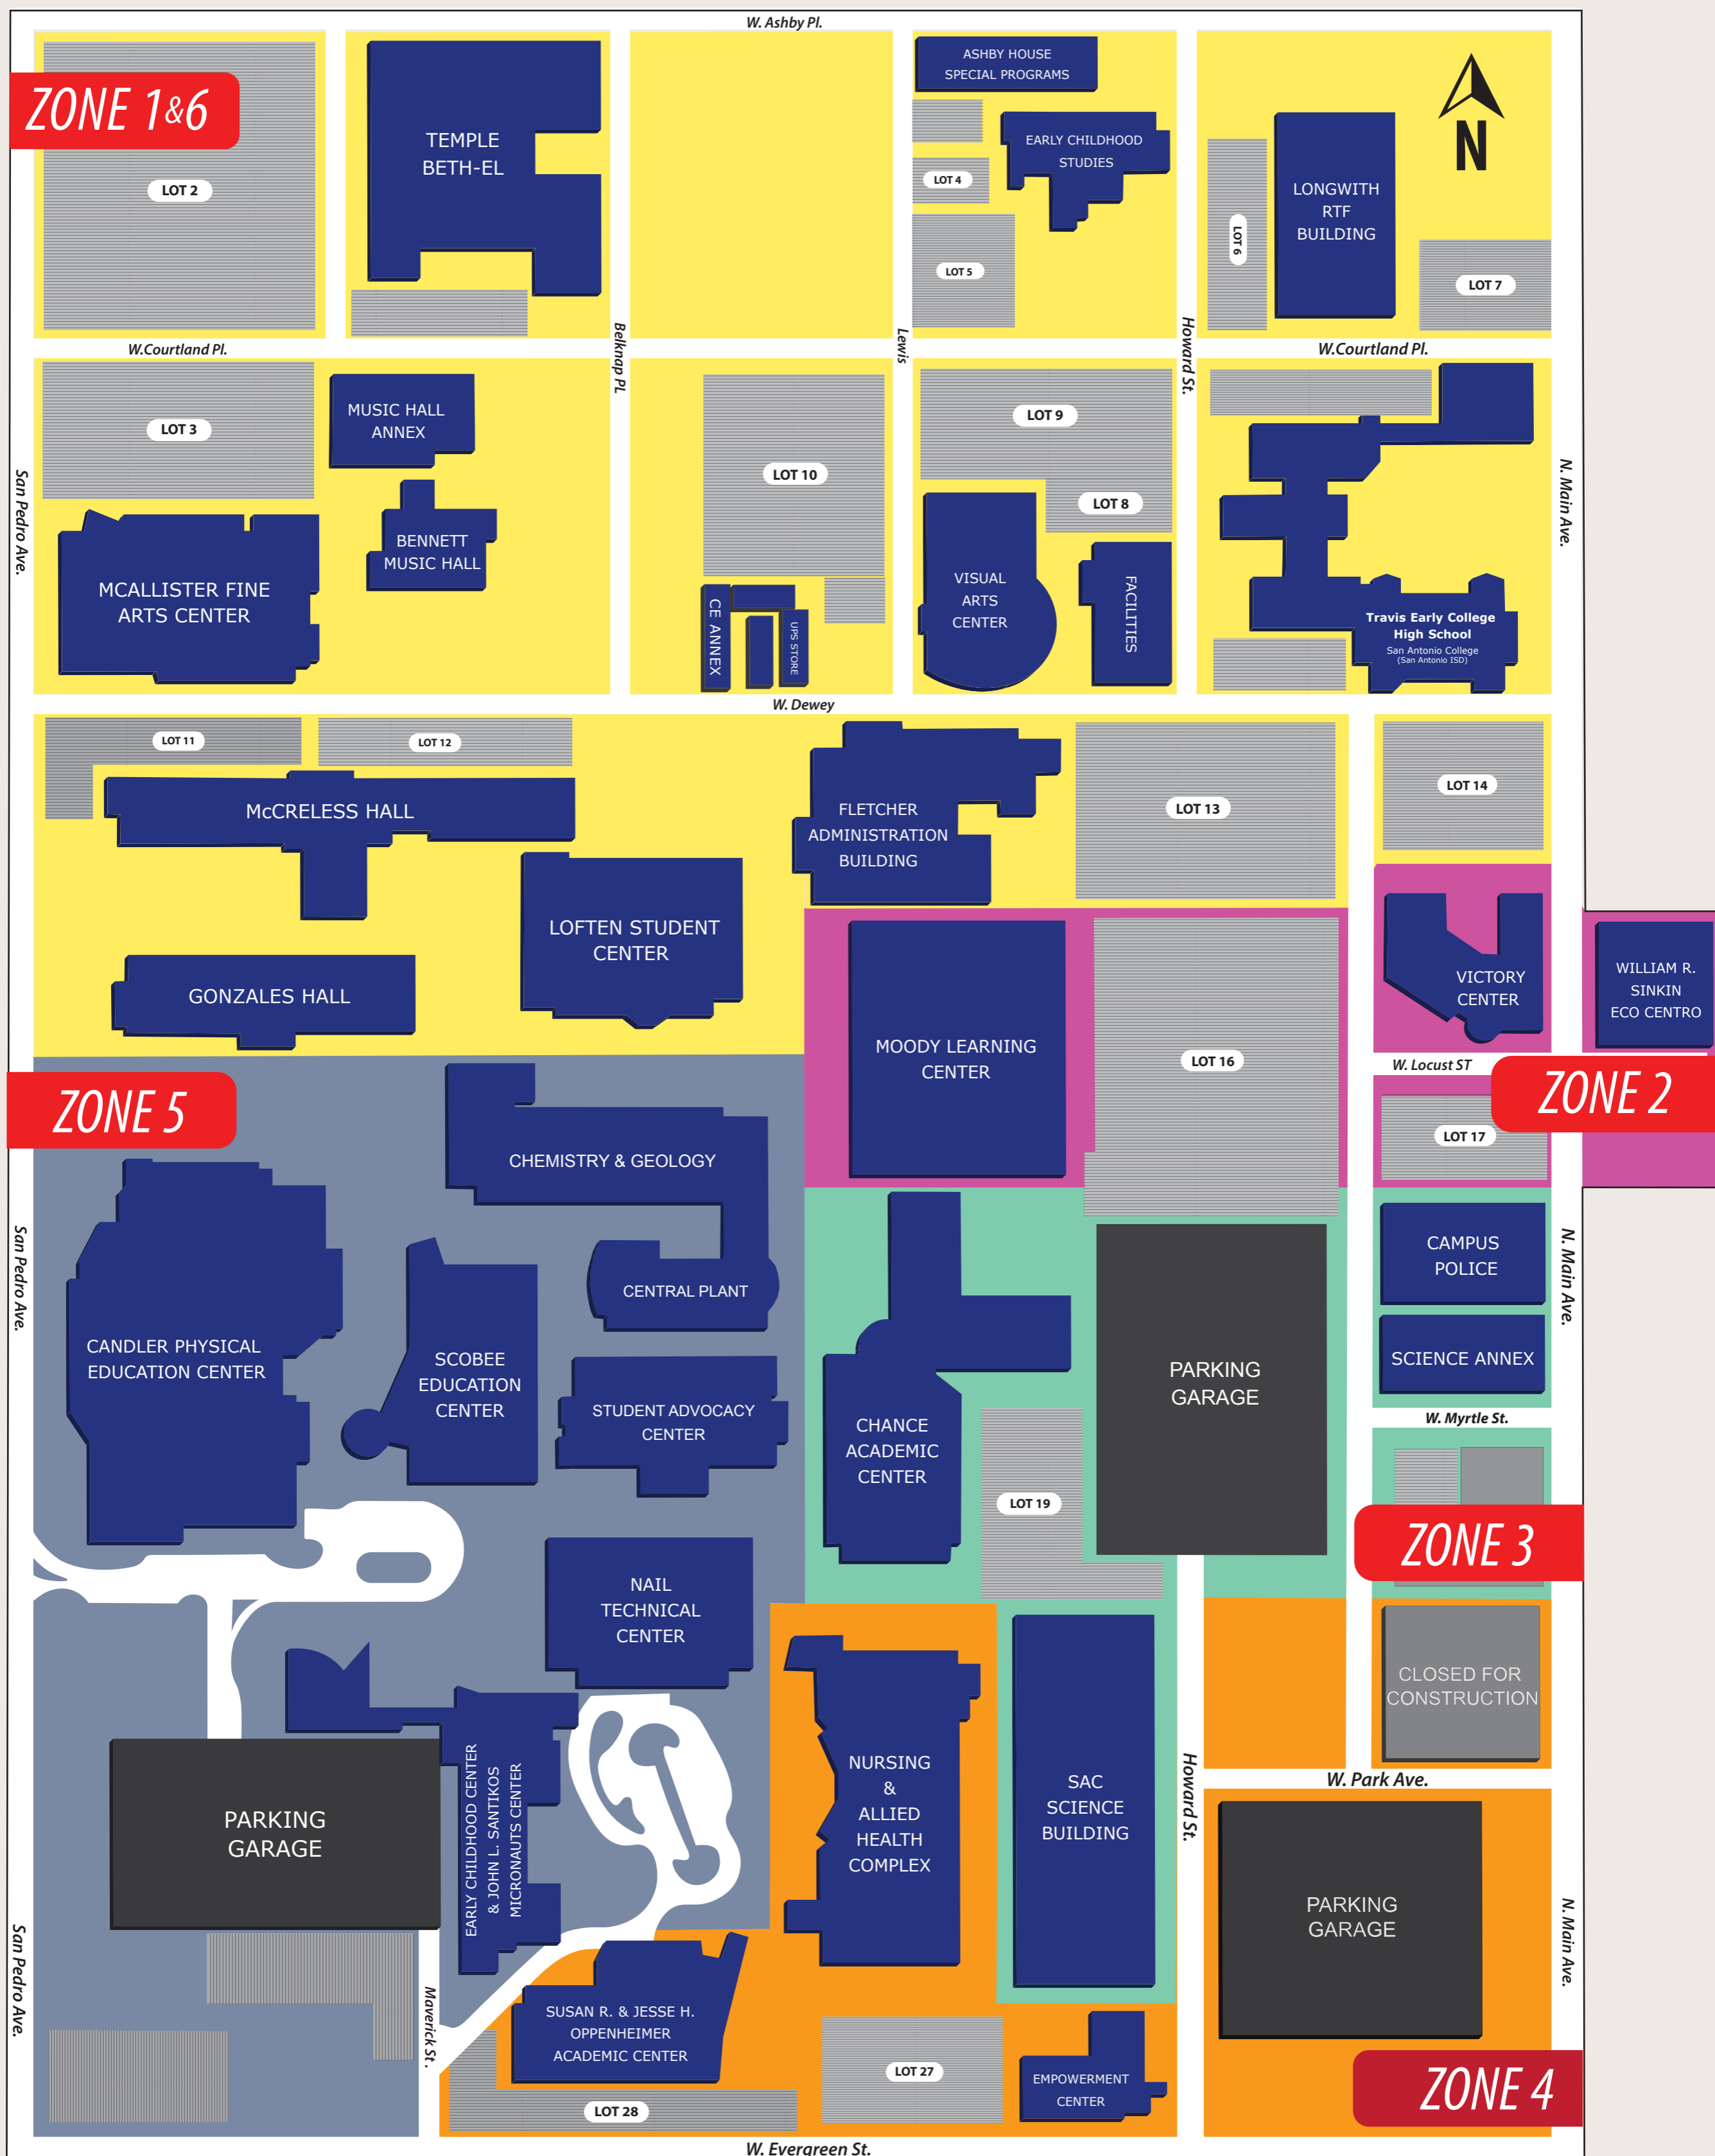 W. Ashby Pl.
ZONE 1&6
LOT 2
TEMPLE
BETH-EL
ASHBY HOUSE
SPECIAL PROGRAMS
EARLY CHILDHOOD
STUDIES
LOT 4
LOT 5
LOT 6
LONGWITH
RTF
BUILDING
N
LOT 7
W.Courtland Pl.
Belknap PL
Lewis
Howard St.
W.Courtland Pl.
LOT 3
MUSIC HALL
ANNEX
BENNETT
MUSIC HALL
San Pedro Ave.
MCALLISTER FINE
ARTS CENTER
LOT 10
CE ANNEX
UPS STORE
LOT 9
LOT 8
VISUAL
ARTS
CENTER
FACILITIES
Travis Early College
High School
San Antonio College
(San Antonio ISD)
N. Main Ave.
W. Dewey
LOT 11
LOT 12
McCRELESS HALL
FLETCHER
ADMINISTRATION
BUILDING
LOT 13
LOT 14
LOFTEN STUDENT
CENTER
GONZALES HALL
MOODY LEARNING
CENTER
LOT 16
VICTORY
CENTER
WILLIAM R.
SINKIN
ECO CENTRO
W. Locust ST
ZONE 2
LOT 17
ZONE 5
CHEMISTRY & GEOLOGY
CENTRAL PLANT
San Pedro Ave.
CANDLER PHYSICAL
EDUCATION CENTER
SCOBEE
EDUCATION
CENTER
STUDENT ADVOCACY
CENTER
CHANCE
ACADEMIC
CENTER
PARKING
GARAGE
CAMPUS
POLICE
SCIENCE ANNEX
N. Main Ave.
W. Myrtle St.
LOT 19
ZONE 3
NAIL
TECHNICAL
CENTER
CLOSED FOR
CONSTRUCTION
PARKING
GARAGE
EARLY CHILDHOOD CENTER
& JOHN L. SANTIKOS
MICRONAUTS CENTER
NURSING
&
ALLIED
HEALTH
COMPLEX
SAC
SCIENCE
BUILDING
Howard St.
W. Park Ave.
PARKING
GARAGE
N. Main Ave.
San Pedro Ave.
Maverick St .
SUSAN R. & JESSE H.
OPPENHEIMER
ACADEMIC CENTER
LOT 27
EMPOWERMENT
CENTER
ZONE 4
LOT 28
W. Evergreen St.